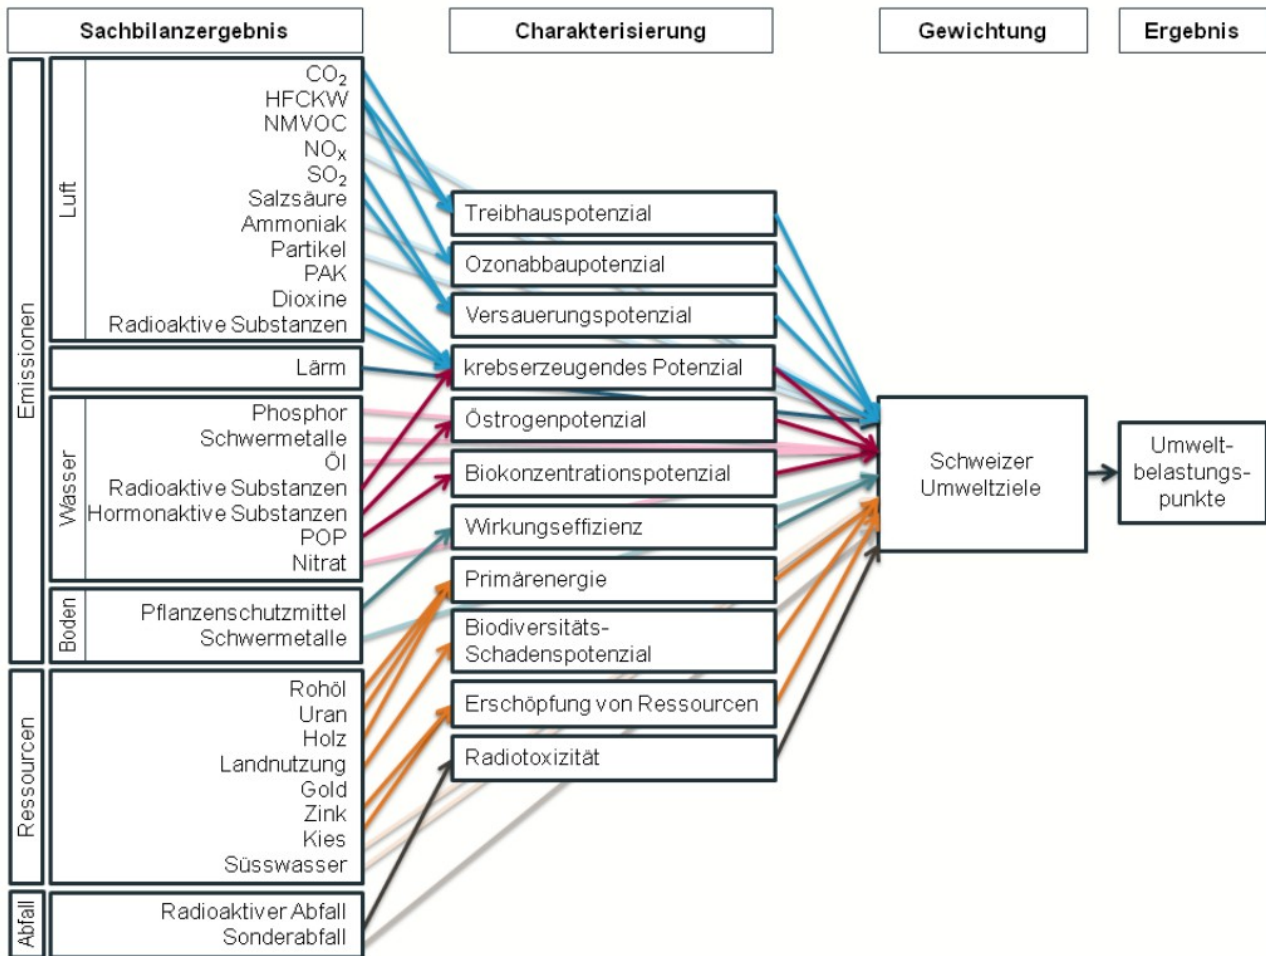 Sachbilanzergebnis
Charakterisierung
Gewichtung
Ergebnis
Emissionen
Luft
CO₂
HFCKW
NMVOC
NOₓ
SO₂
Salzsäure
Ammoniak
Partikel
PAK
Dioxine
Radioaktive Substanzen
Lärm
Wasser
Phosphor
Schwermetalle
Öl
Radioaktive Substanzen
Hormonaktive Substanzen
POP
Nitrat
Boden
Pflanzenschutzmittel
Schwermetalle
Ressourcen
Rohöl
Uran
Holz
Landnutzung
Gold
Zink
Kies
Süsswasser
Abfall
Radioaktiver Abfall
Sonderabfall
Treibhauspotenzial
Ozonabbaupotenzial
Versauerungspotenzial
krebserzeugendes Potenzial
Östrogenpotenzial
Biokonzentrationspotenzial
Wirkungseffizienz
Primärenergie
Biodiversitäts-
Schadenspotenzial
Erschöpfung von Ressourcen
Radiotoxizität
Schweizer
Umweltziele
Umwelt-
belastungs-
punkte